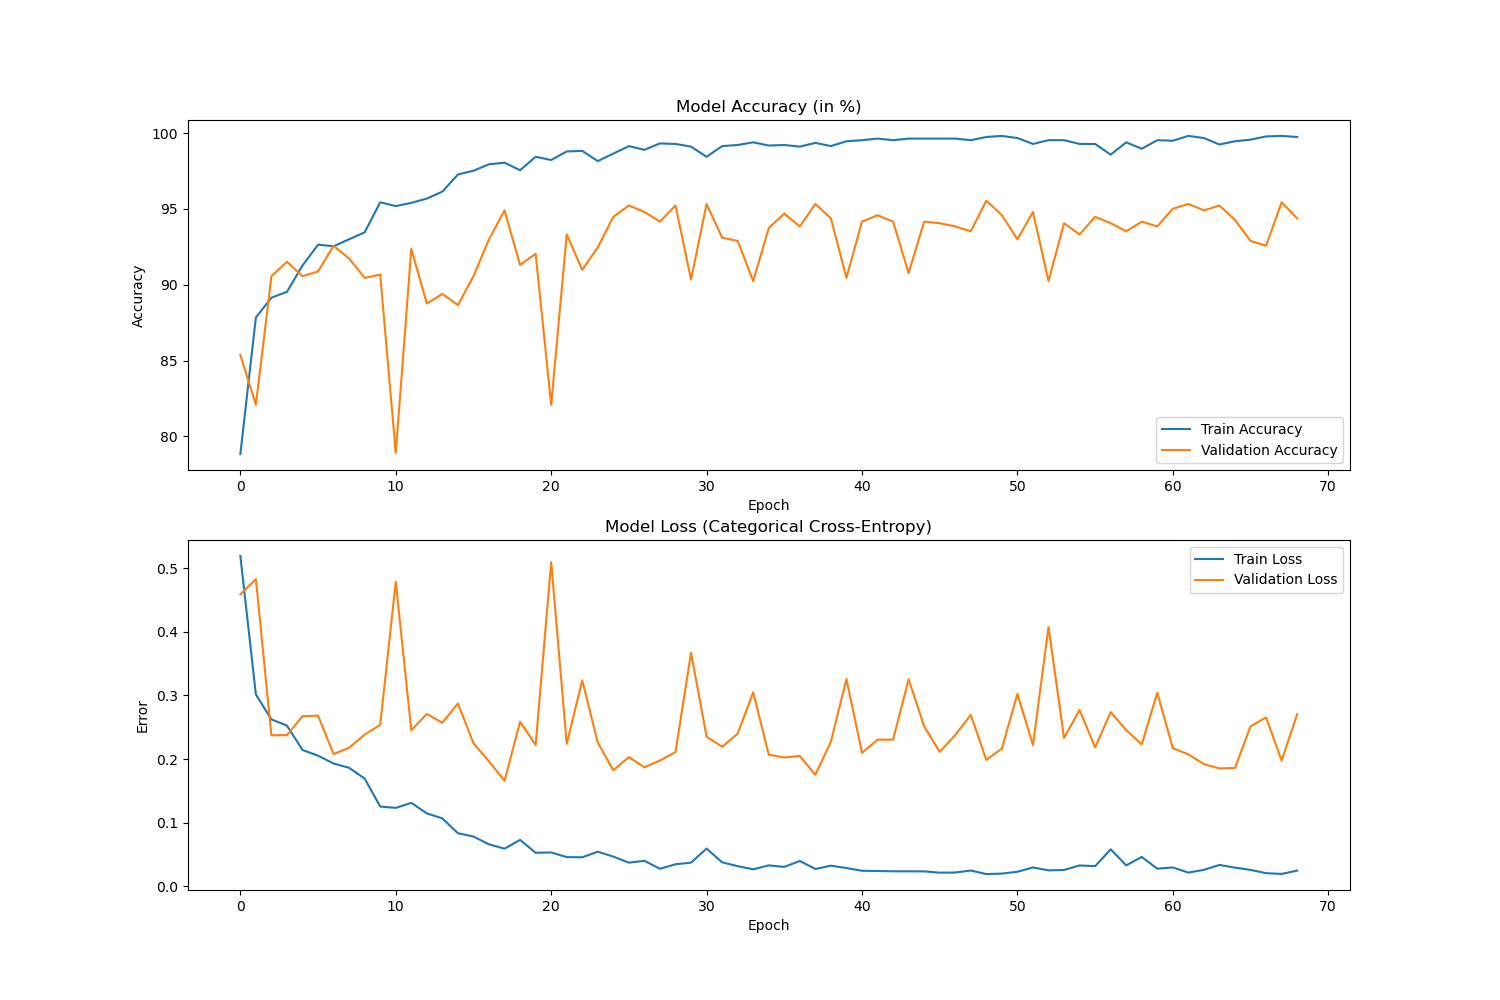 Model Accuracy (in %)
100
95
90
85
80
Accuracy
Train Accuracy
Validation Accuracy
0 10 20 30 40 50 60 70
Epoch
Model Loss (Categorical Cross-Entropy)
0.5
0.4
0.3
0.2
0.1
0.0
Error
Train Loss
Validation Loss
0 10 20 30 40 50 60 70
Epoch